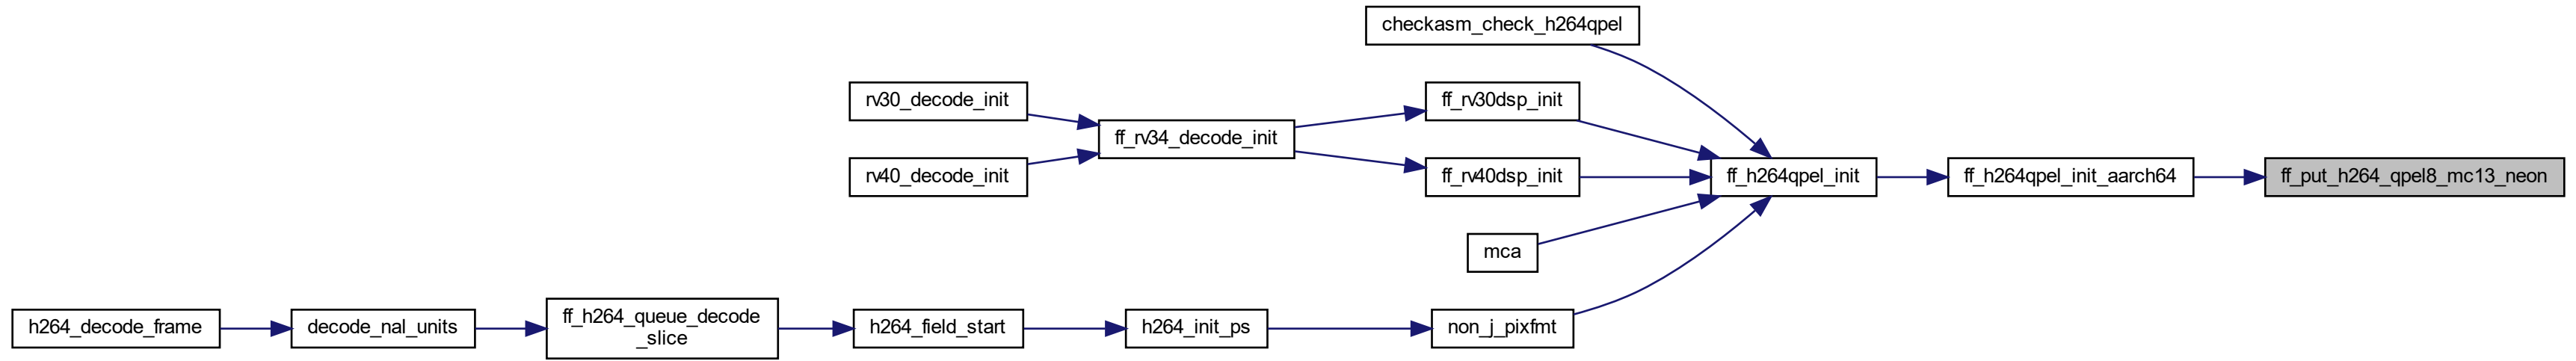 checkasm_check_h264qpel
rv30_decode_init
ff_rv30dsp_init
ff_rv34_decode_init
rv40_decode_init
ff_rv40dsp_init
ff_h264qpel_init
ff_h264qpel_init_aarch64
ff_put_h264_qpel8_mc13_neon
mca
h264_decode_frame
decode_nal_units
ff_h264_queue_decode
_slice
h264_field_start
h264_init_ps
non_j_pixfmt